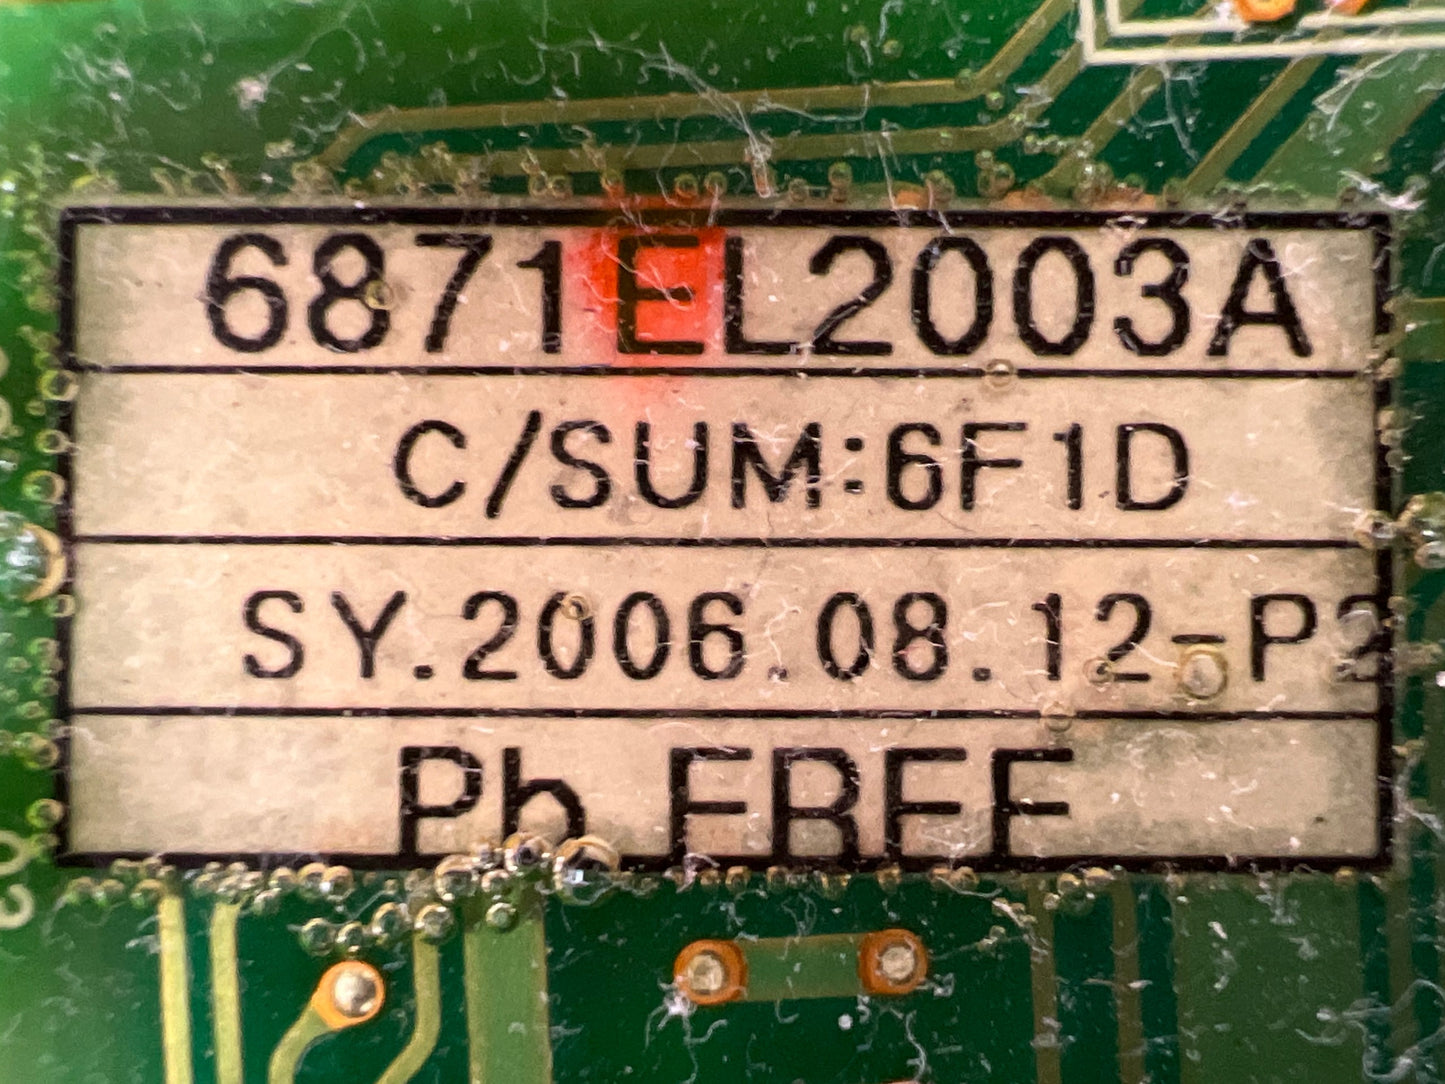 6871EL2003A
C/SUM:6F1D
SY.2006.08.12-P2
Pb FREE